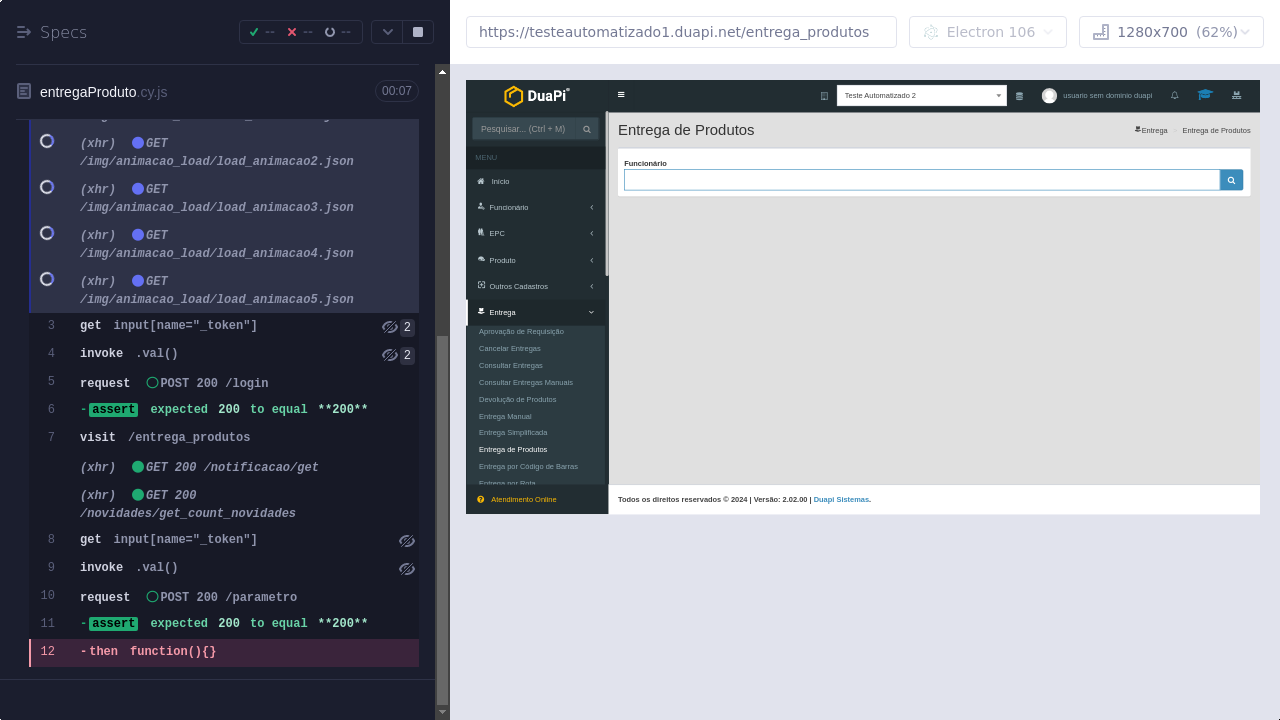 Specs
--
--
--
https://testeautomatizado1.duapi.net/entrega_produtos
Electron 106
1280x700 (62%)
entregaProduto.cy.js
00:07
(xhr) GET
/img/animacao_load/load_animacao2.json
(xhr) GET
/img/animacao_load/load_animacao3.json
(xhr) GET
/img/animacao_load/load_animacao4.json
(xhr) GET
/img/animacao_load/load_animacao5.json
3 get input[name="_token"] 2
4 invoke .val() 2
5 request POST 200 /login
6 -assert expected 200 to equal **200**
7 visit /entrega_produtos
(xhr) GET 200 /notificacao/get
(xhr) GET 200
/novidades/get_count_novidades
8 get input[name="_token"]
9 invoke .val()
10 request POST 200 /parametro
11 -assert expected 200 to equal **200**
12 -then function(){}
DuaPi
Teste Automatizado 2
usuario sem dominio duapi
Pesquisar... (Ctrl + M)
MENU
Início
Funcionário
EPC
Produto
Outros Cadastros
Entrega
Aprovação de Requisição
Cancelar Entregas
Consultar Entregas
Consultar Entregas Manuais
Devolução de Produtos
Entrega Manual
Entrega Simplificada
Entrega de Produtos
Entrega por Código de Barras
Entrega por Rota
Atendimento Online
Entrega de Produtos
Entrega
Entrega de Produtos
Funcionário
Todos os direitos reservados © 2024 | Versão: 2.02.00 | Duapi Sistemas.